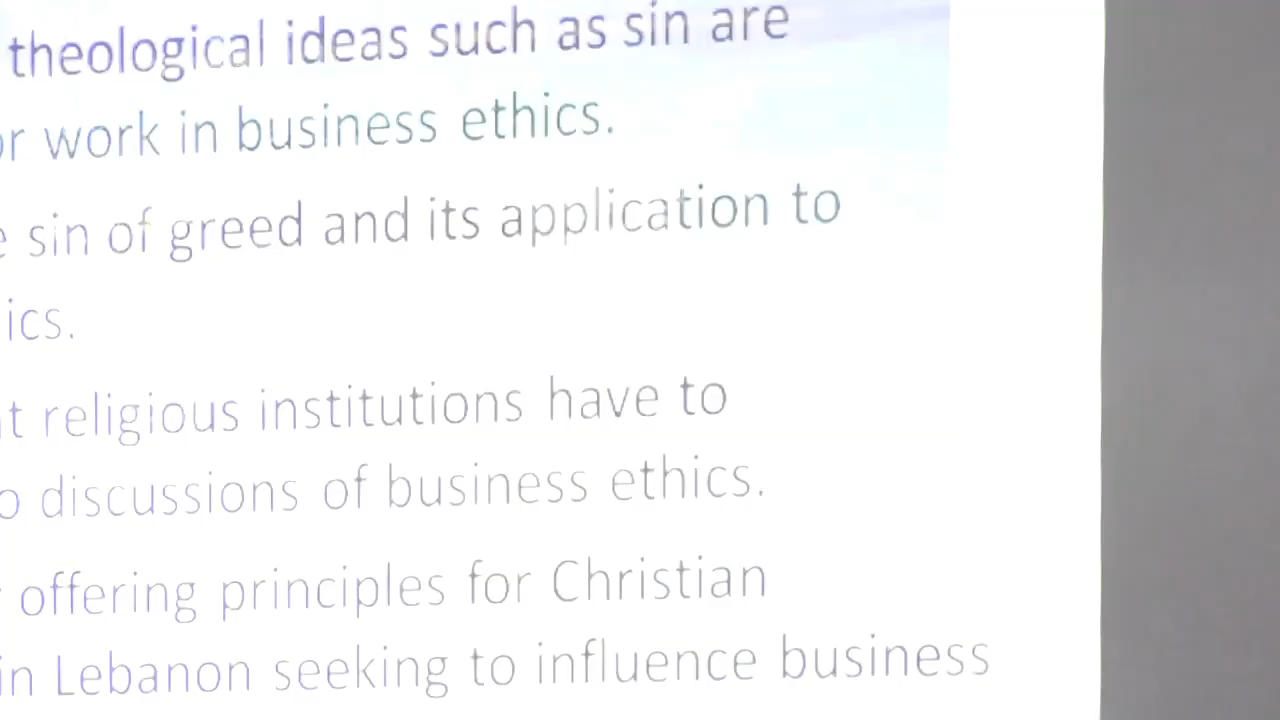 theological ideas such as sin are
or work in business ethics.
sin of greed and its application to
ics.
religious institutions have to
discussions of business ethics.
offering principles for Christian
in Lebanon seeking to influence business